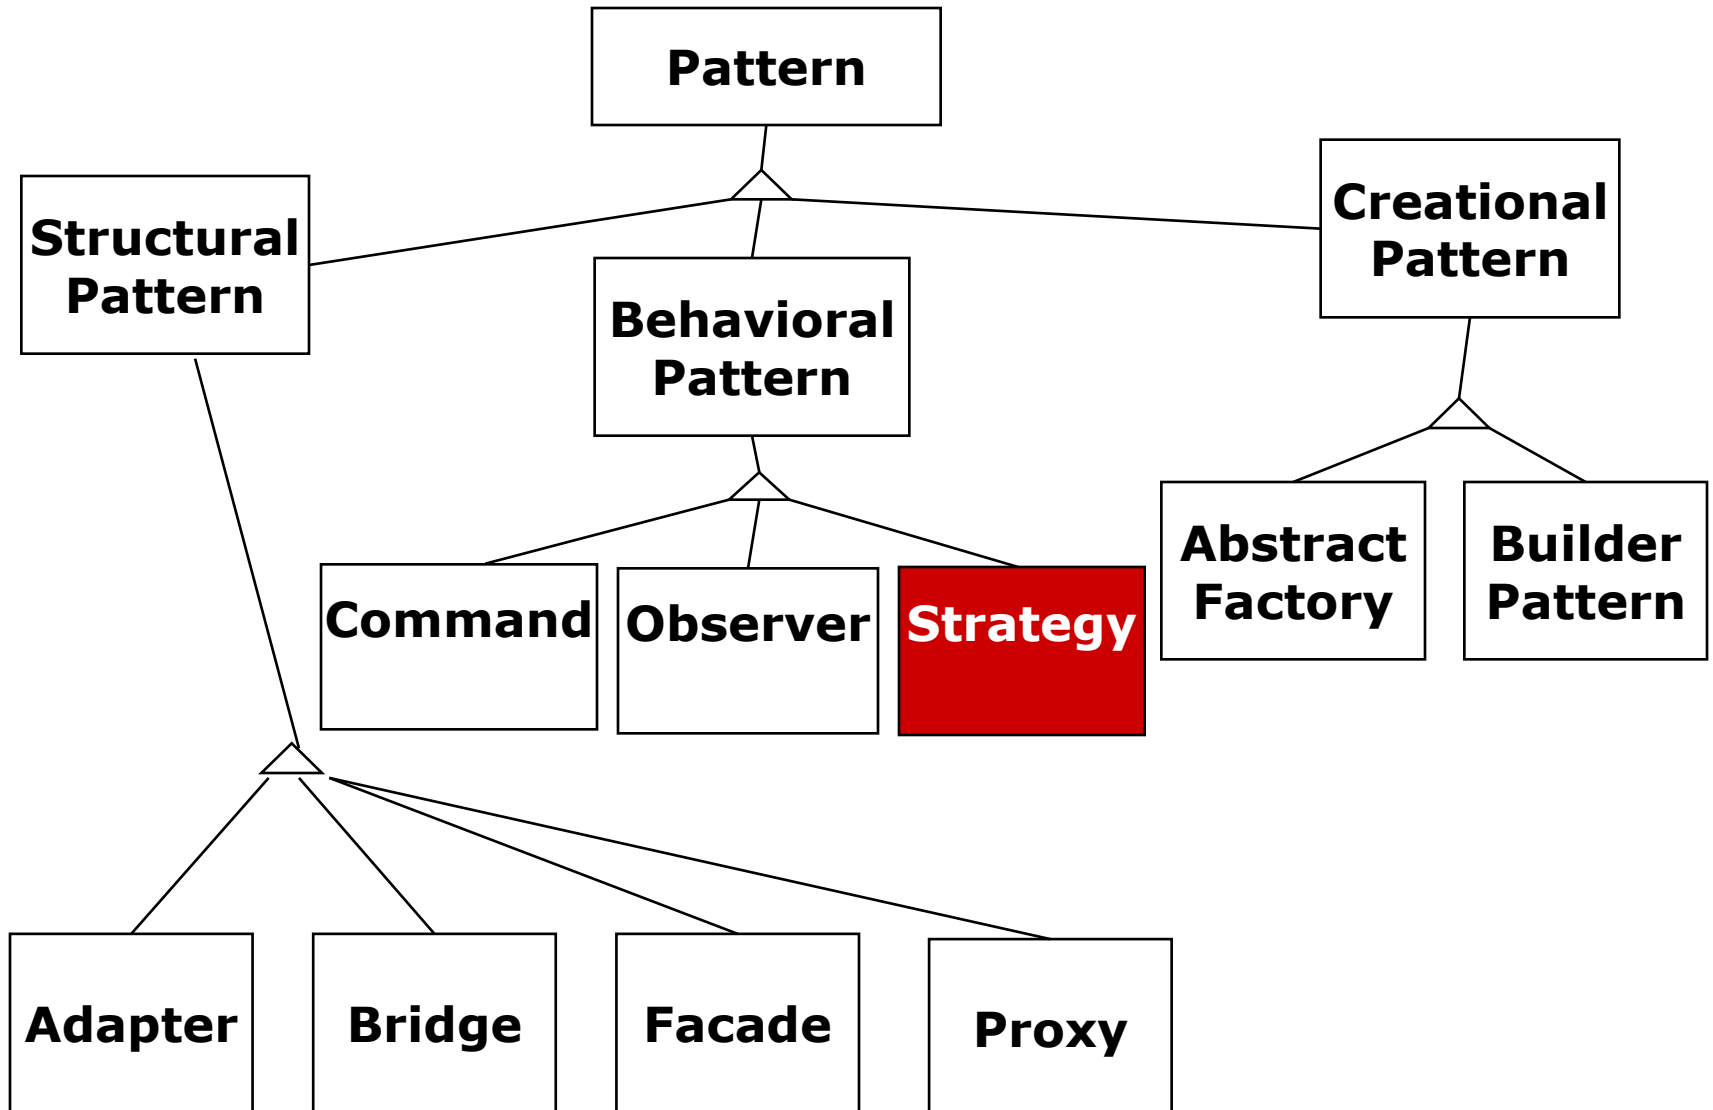 Pattern
Structural
Pattern
Behavioral
Pattern
Creational
Pattern
Command
Observer
Strategy
Abstract
Factory
Builder
Pattern
Adapter
Bridge
Facade
Proxy